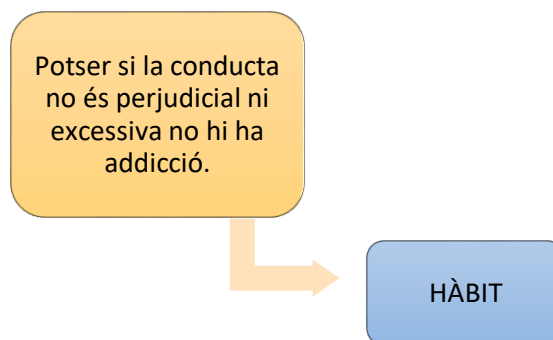 Potser si la conducta
no és perjudicial ni
excessiva no hi ha
addicció.
HÀBIT